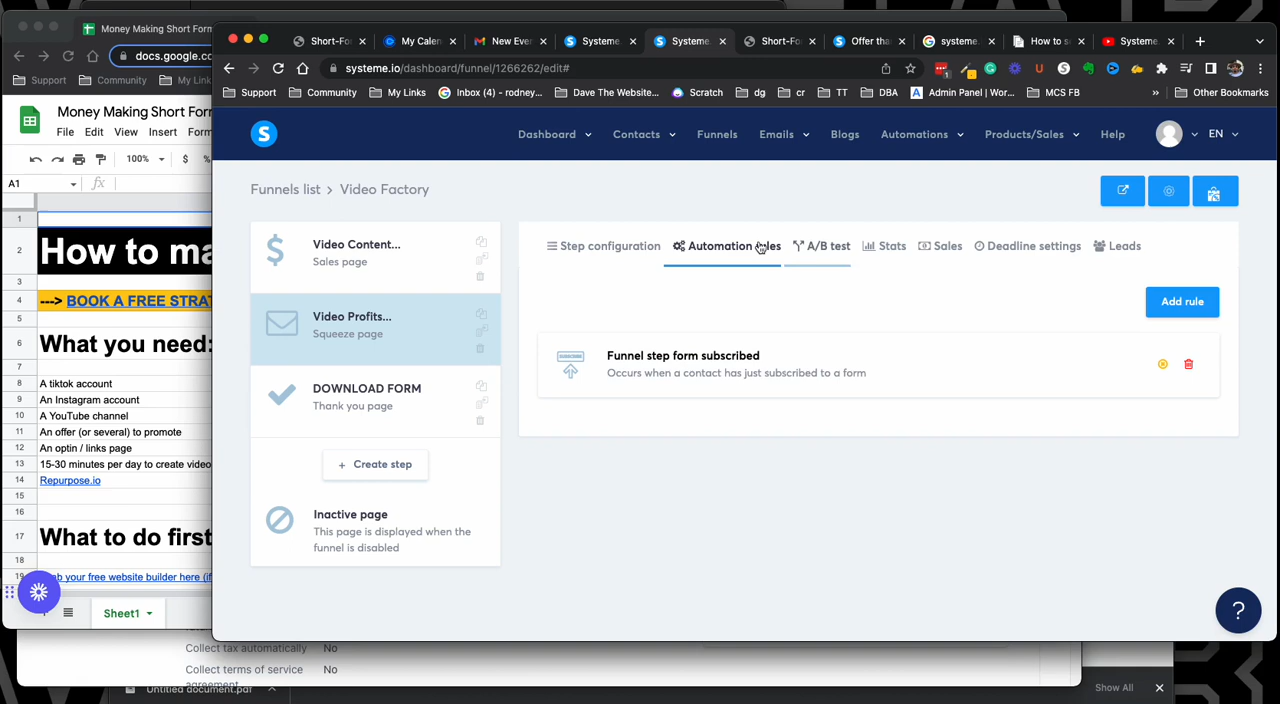 Money Making Short Form
docs.google.co
Support
Community
My Link
Money Making Short Form
File Edit View Insert Form
100%
$ %
A1
fx
1
2 How to ma
3
4 ---> BOOK A FREE STRAT
5
6 What you need:
7
8 A tiktok account
9 An Instagram account
10 A YouTube channel
11 An offer (or several) to promote
12 An optin / links page
13 15-30 minutes per day to create video
14 Repurpose.io
15
16
17 What to do first
18
19 b your free website builder here (if
Sheet1
Short-Fo
My Calen
New Eve
Systeme
Systeme
Short-Fo
Offer tha
systeme.
How to s
Systeme.
systeme.io/dashboard/funnel/1266262/edit#
Support
Community
My Links
Inbox (4) - rodney...
Dave The Website...
Scratch
dg
cr
TT
DBA
Admin Panel | Wor...
MCS FB
»
Other Bookmarks
S
Dashboard
Contacts
Funnels
Emails
Blogs
Automations
Products/Sales
Help
EN
Funnels list > Video Factory
Video Content...
Sales page
Video Profits...
Squeeze page
DOWNLOAD FORM
Thank you page
+ Create step
Inactive page
This page is displayed when the
funnel is disabled
Step configuration
Automation rules
A/B test
Stats
Sales
Deadline settings
Leads
Add rule
Funnel step form subscribed
Occurs when a contact has just subscribed to a form
?
Collect tax automatically No
Collect terms of service No
agreement
Untitled document.pdf
Show All